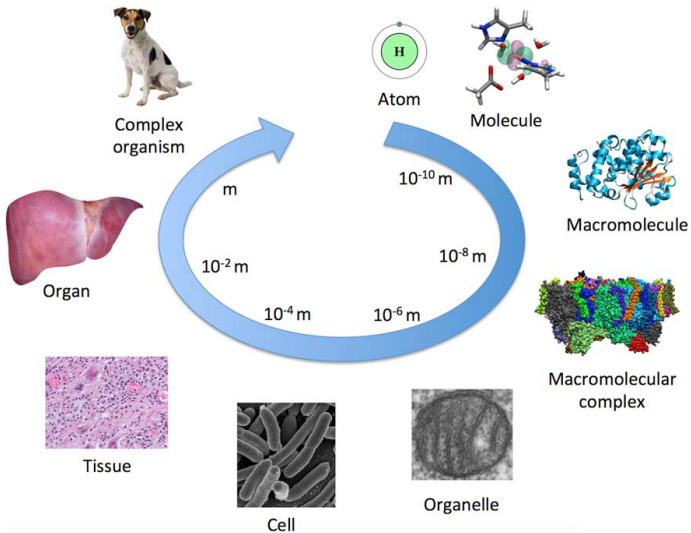 H
Atom
Molecule
Macromolecule
Macromolecular
complex
Organelle
Cell
Tissue
Organ
Complex
organism
10⁻¹⁰ m
10⁻⁸ m
10⁻⁶ m
10⁻⁴ m
10⁻² m
m